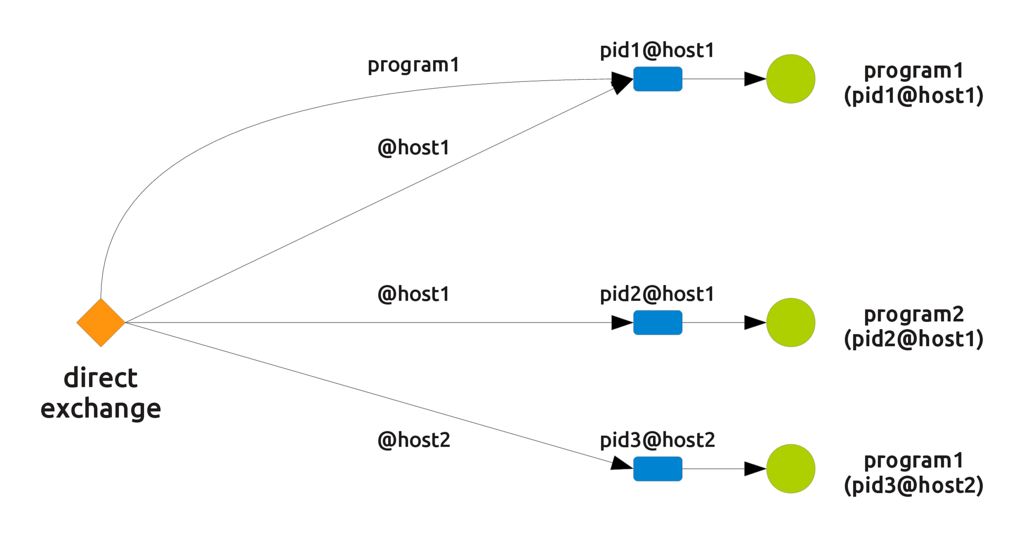 program1
pid1@host1
program1
(pid1@host1)
@host1
@host1
pid2@host1
program2
(pid2@host1)
direct
exchange
@host2
pid3@host2
program1
(pid3@host2)